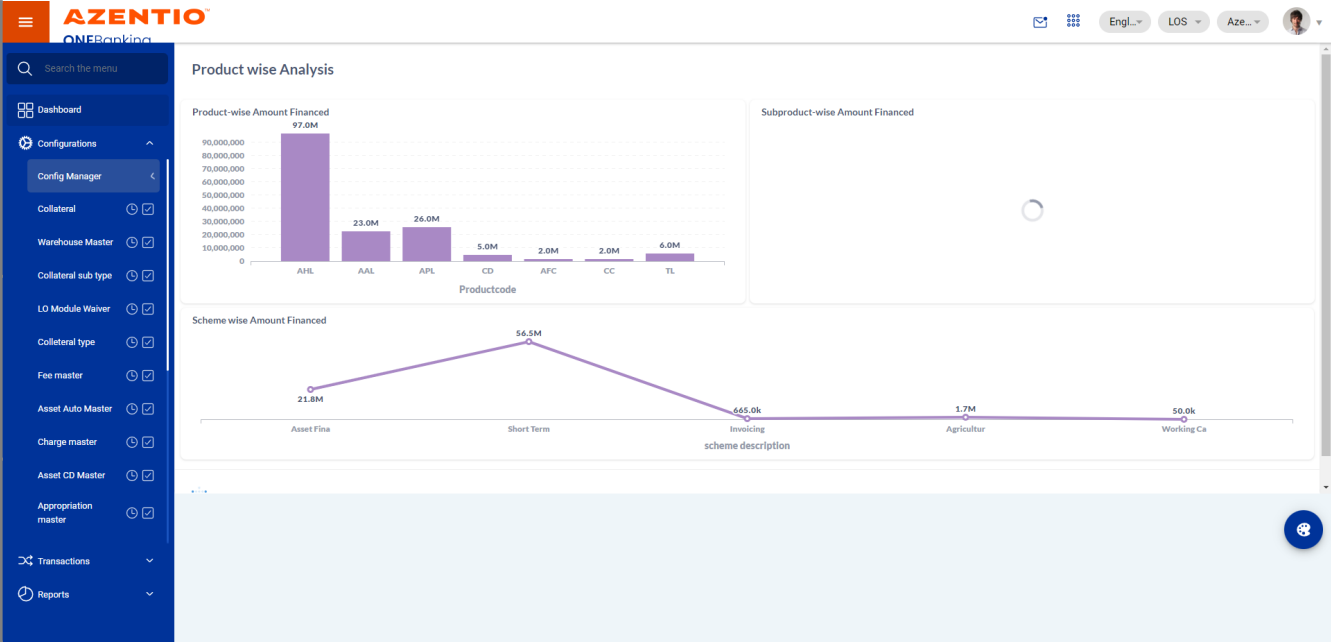 AZENTIO™
ONEBanking
Engl...
LOS
Aze...
Search the menu
Dashboard
Configurations
Config Manager
Collateral
Warehouse Master
Collateral sub type
LO Module Waiver
Colleteral type
Fee master
Asset Auto Master
Charge master
Asset CD Master
Appropriation
master
Transactions
Reports
Product wise Analysis
Product-wise Amount Financed
97.0M
90,000,000
80,000,000
70,000,000
60,000,000
50,000,000
40,000,000
30,000,000
20,000,000
10,000,000
0
23.0M
26.0M
5.0M
2.0M
2.0M
6.0M
AHL AAL APL CD AFC CC TL
Productcode
Subproduct-wise Amount Financed
Scheme wise Amount Financed
56.5M
21.8M
665.0k
1.7M
50.0k
Asset Fina Short Term Invoicing Agricultur Working Ca
scheme description